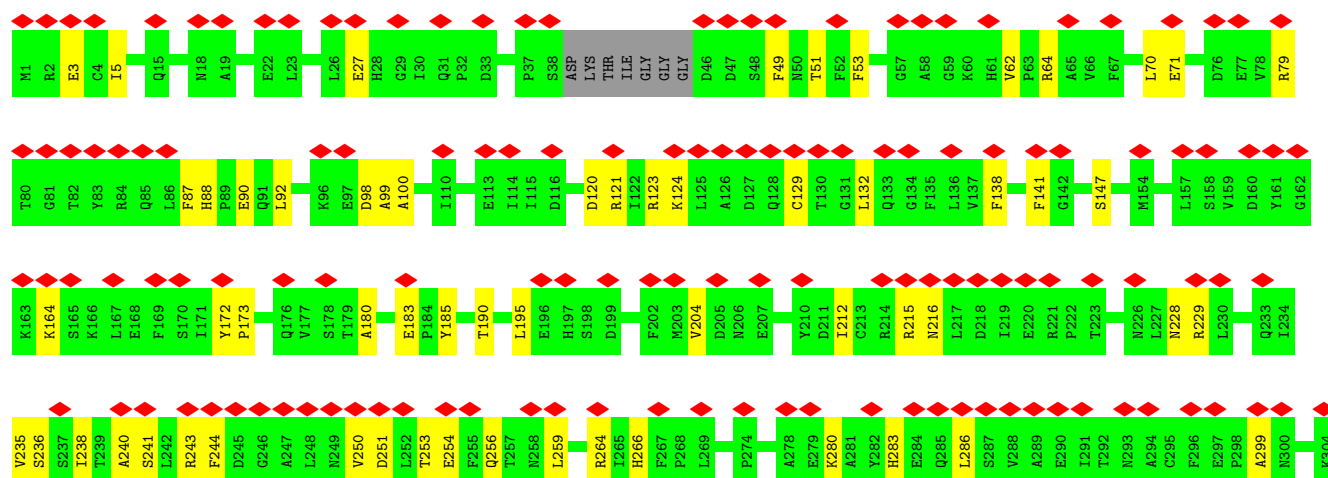 M1 R2 E3 C4 I5 Q15 N18 A19 E22 L23 L26 E27 H28 G29 I30 Q31 P32 D33 P37 S38 ASP LYS THR ILE GLY GLY GLY D46 D47 S48 F49 N50 T51 F52 F53 G57 A58 G59 K60 H61 V62 P63 R64 A65 V66 F67 L70 E71 D76 E77 V78 R79
T80 G81 T82 Y83 R84 Q85 L86 F87 H88 P89 E90 Q91 L92 K96 E97 D98 A99 A100 I110 E113 I114 I115 D116 D120 R121 I122 R123 K124 L125 A126 D127 Q128 C129 T130 G131 L132 Q133 G134 F135 L136 V137 F138 F141 G142 S147 M154 L157 S158 V159 D160 Y161 G162
K163 K164 S165 K166 L167 E168 F169 S170 I171 Y172 P173 Q176 V177 S178 T179 A180 E183 P184 Y185 T190 L195 E196 H197 S198 D199 F202 M203 V204 D205 N206 E207 Y210 D211 I212 C213 R214 R215 N216 L217 D218 I219 E220 R221 P222 T223 N226 L227 N228 R229 L230 Q233 I234
V235 S236 S237 I238 T239 A240 S241 L242 R243 F244 D245 G246 A247 L248 N249 V250 D251 L252 T253 E254 F255 Q256 T257 N258 L259 R264 I265 H266 F267 P268 L269 P274 A278 E279 K280 A281 Y282 H283 E284 Q285 L286 S287 V288 A289 E290 I291 T292 N293 A294 C295 F296 E297 P298 A299 N300 K304